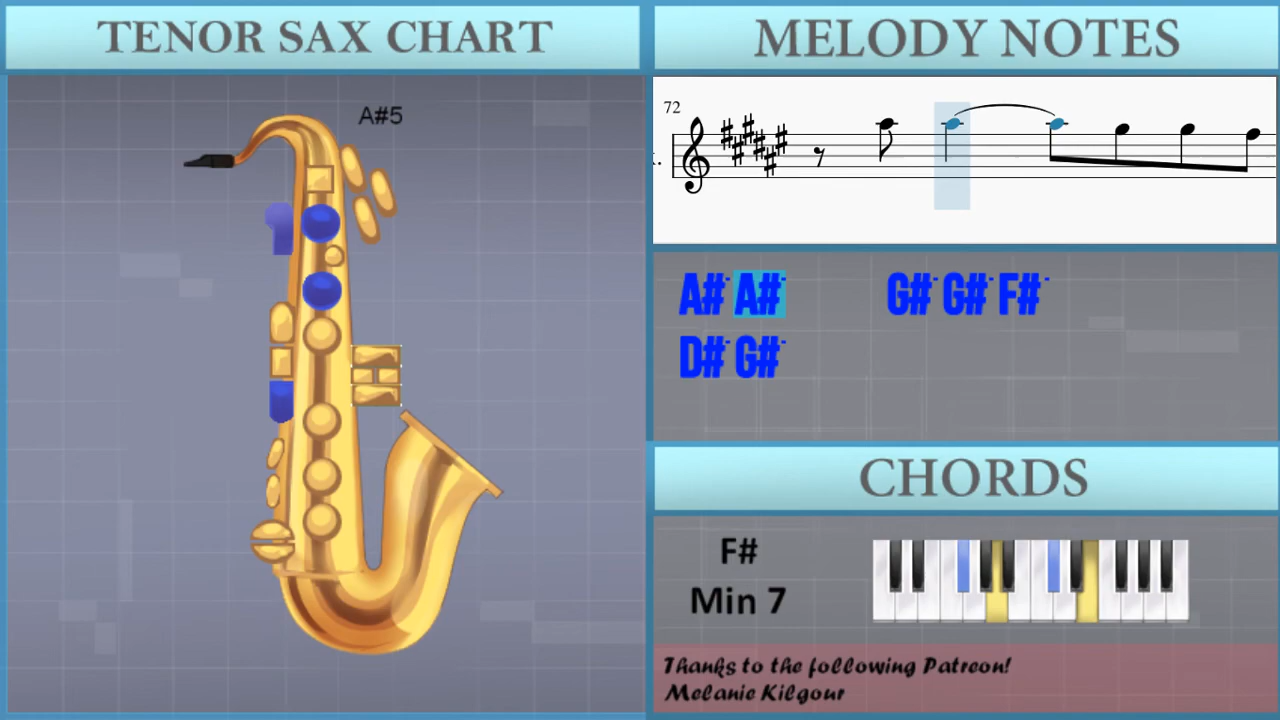 TENOR SAX CHART
A#5
MELODY NOTES
72
A#- A#- G#- G#- F#-
D#- G#-
CHORDS
F#
Min 7
Thanks to the following Patreon!
Melanie Kilgour